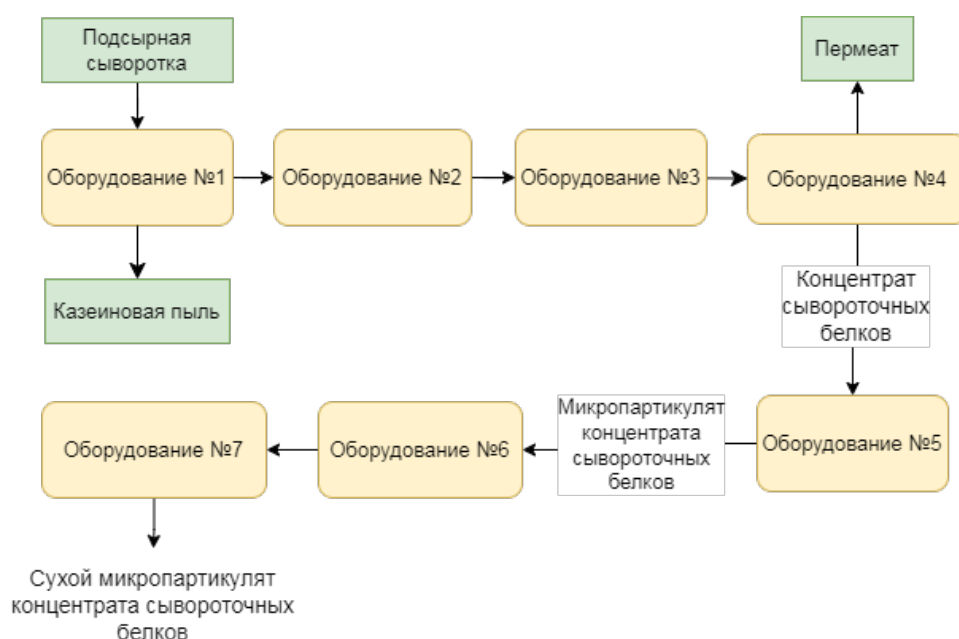 Подсырная
сыворотка
Пермеат
Оборудование №1
Оборудование №2
Оборудование №3
Оборудование №4
Казеиновая пыль
Концентрат
сывороточных
белков
Оборудование №5
Микропартикулят
концентрата
сывороточных
белков
Оборудование №6
Оборудование №7
Сухой микропартикулят
концентрата сывороточных
белков